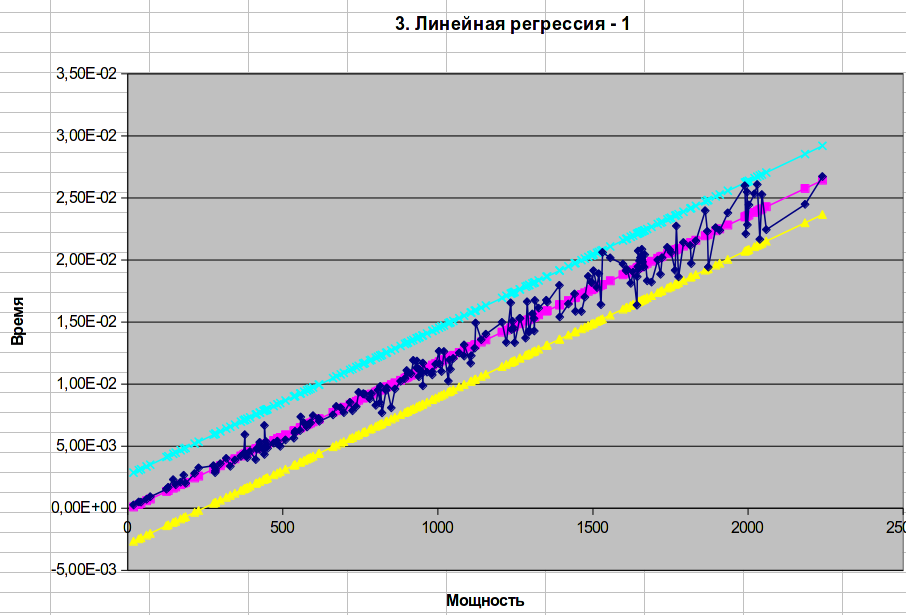 3. Линейная регрессия - 1
3,50E-02
3,00E-02
2,50E-02
2,00E-02
1,50E-02
1,00E-02
5,00E-03
0,00E+00
-5,00E-03
0 500 1000 1500 2000 250
Время
Мощность